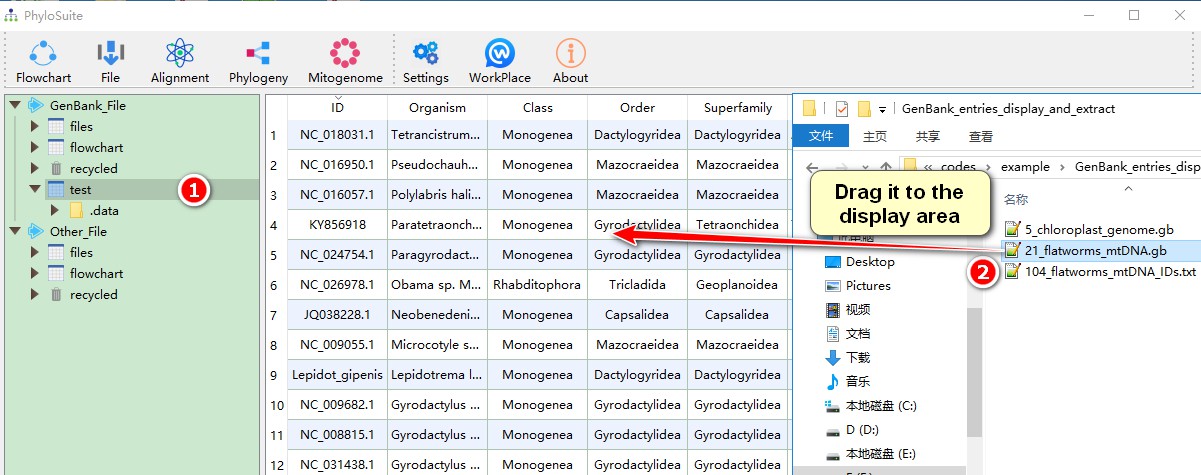 PhyloSuite
Flowchart File Alignment Phylogeny Mitogenome Settings WorkPlace About
GenBank_File
files
flowchart
recycled
test
.data
Other_File
files
flowchart
recycled
1
ID Organism Class Order Superfamily
1 NC_018031.1 Tetrancistrum... Monogenea Dactylogyridea Dactylogyridea
2 NC_016950.1 Pseudochauh... Monogenea Mazocraeidea Mazocraeidea
3 NC_016057.1 Polylabris hali... Monogenea Mazocraeidea Mazocraeidea
4 KY856918 Paratetraonch... Monogenea Gyrodactylidea Tetraonchidea
5 NC_024754.1 Paragyrodact... Monogenea Gyrodactylidea Gyrodactylidea
6 NC_026978.1 Obama sp. M... Rhabditophora Tricladida Geoplanoidea
7 JQ038228.1 Neobenedeni... Monogenea Capsalidea Capsalidea
8 NC_009055.1 Microcotyle s... Monogenea Mazocraeidea Mazocraeidea
9 Lepidot_gipenis Lepidotrema l... Monogenea Dactylogyridea Dactylogyridea
10 NC_009682.1 Gyrodactylus ... Monogenea Gyrodactylidea Gyrodactylidea
11 NC_008815.1 Gyrodactylus ... Monogenea Gyrodactylidea Gyrodactylidea
12 NC_031438.1 Gyrodactylus ... Monogenea Gyrodactylidea Gyrodactylidea
GenBank_entries_display_and_extract
文件 主页 共享 查看
« codes › example › GenBank_entries_disp
Drag it to the
display area
名称
5_chloroplast_genome.gb
21_flatworms_mtDNA.gb
104_flatworms_mtDNA_IDs.txt
2
Desktop
Pictures
视频
文档
下载
音乐
本地磁盘 (C:)
D (D:)
本地磁盘 (E:)